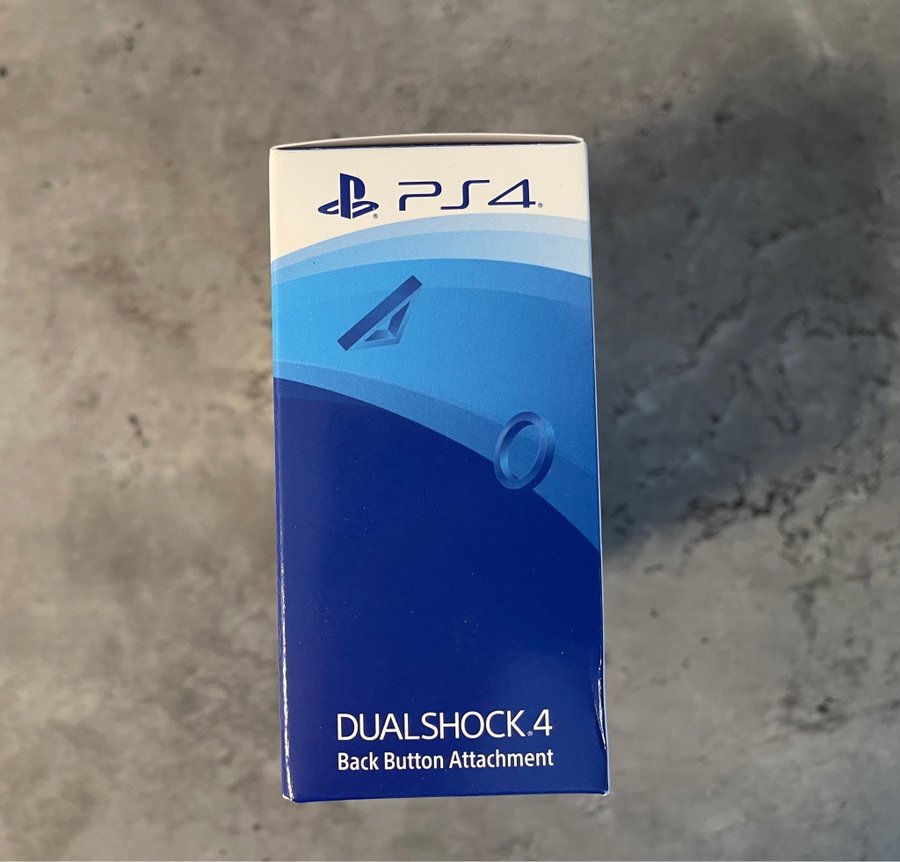 PS4®
DUALSHOCK®4
Back Button Attachment